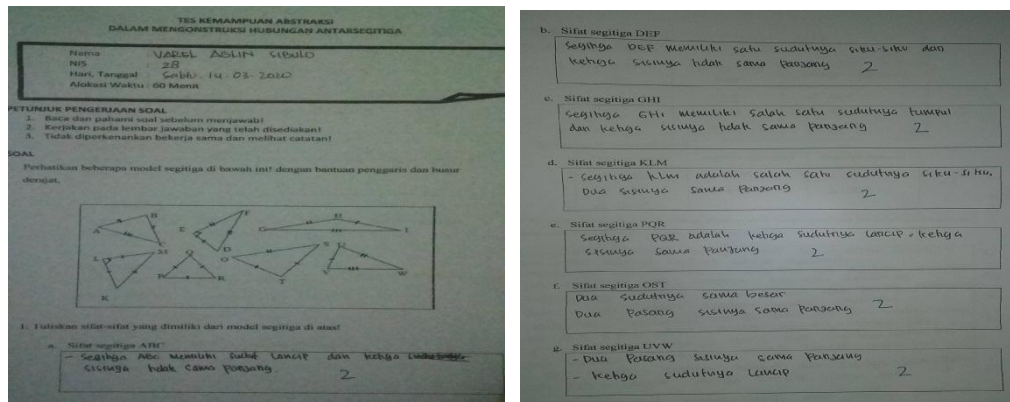 TES KEMAMPUAN ABSTRAKSI
DALAM MENGONSTRUKSI HUBUNGAN ANTARSEGITIGA
Nama : VAREL ASLIN SIBULO
NIS : 28
Hari, Tanggal : Sabtu, 14-03-2020
Alokasi Waktu : 60 Menit
PETUNJUK PENGERJAAN SOAL
1. Baca dan pahami soal sebelum menjawab!
2. Kerjakan pada lembar jawaban yang telah disediakan!
3. Tidak diperkenankan bekerja sama dan melihat catatan!
SOAL
Perhatikan beberapa model segitiga di bawah ini! dengan bantuan penggaris dan busur
derajat,
A B C E F D G H I
L M K P Q R O S T U V W
1. Tuliskan sifat-sifat yang dimiliki dari model segitiga di atas!
a. Sifat segitiga ABC
- Segitiga ABC memiliki sudut lancip dan ketiga
sisinya tidak sama panjang. 2
b. Sifat segitiga DEF
Segitiga DEF memiliki satu sudutnya siku-siku dan
ketiga sisinya tidak sama panjang 2
c. Sifat segitiga GHI
Segitiga GHI memiliki salah satu sudutnya tumpul
dan ketiga sisinya tidak sama panjang 2
d. Sifat segitiga KLM
- Segitiga KLM adalah salah satu sudutnya siku-siku,
Dua sisinya sama panjang 2
e. Sifat segitiga PQR
Segitiga PQR adalah ketiga sudutnya lancip, ketiga
sisinya sama panjang 2
f. Sifat segitiga OST
Dua sudutnya sama besar
Dua pasang sisinya sama panjang 2
g. Sifat segitiga UVW
- Dua pasang sisinya sama panjang
- ketiga sudutnya lancip 2